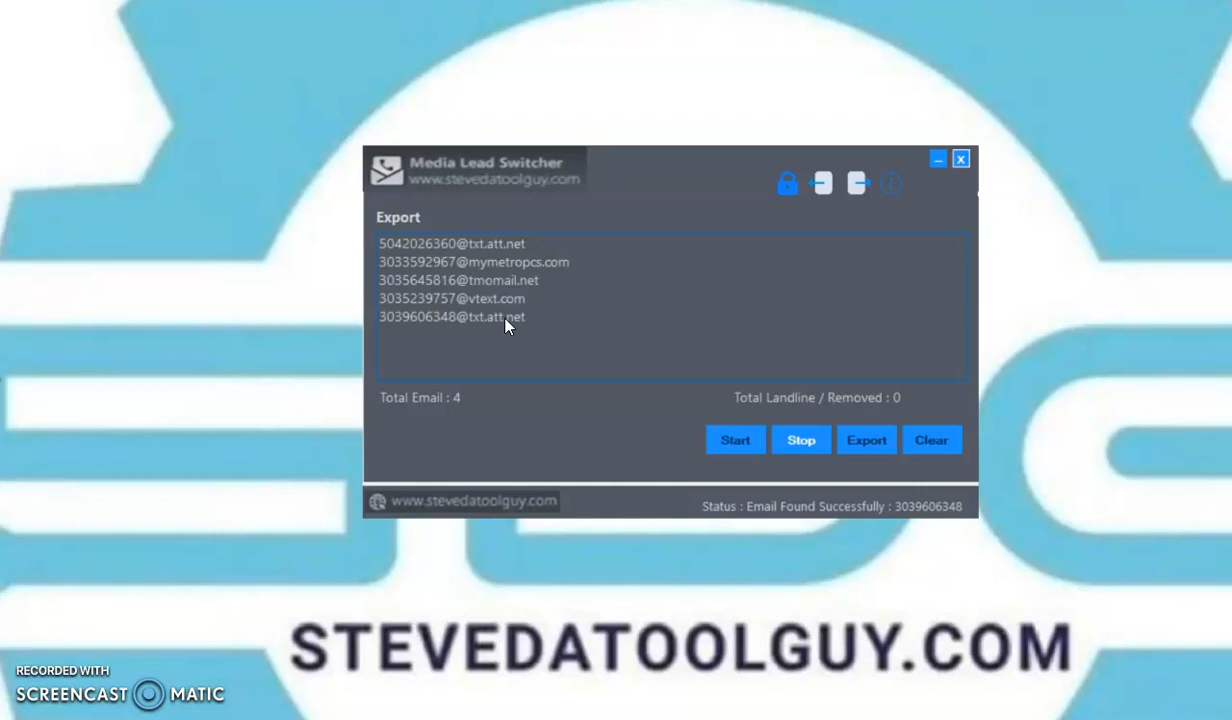 Media Lead Switcher
www.stevedatoolguy.com
– x
Export
5042026360@txt.att.net
3033592967@mymetropcs.com
3035645816@tmomail.net
3035239757@vtext.com
3039606348@txt.att.net
Total Email : 4 Total Landline / Removed : 0
Start Stop Export Clear
www.stevedatoolguy.com Status : Email Found Successfully : 3039606348
STEVEDATOOLGUY.COM
RECORDED WITH
SCREENCAST MATIC